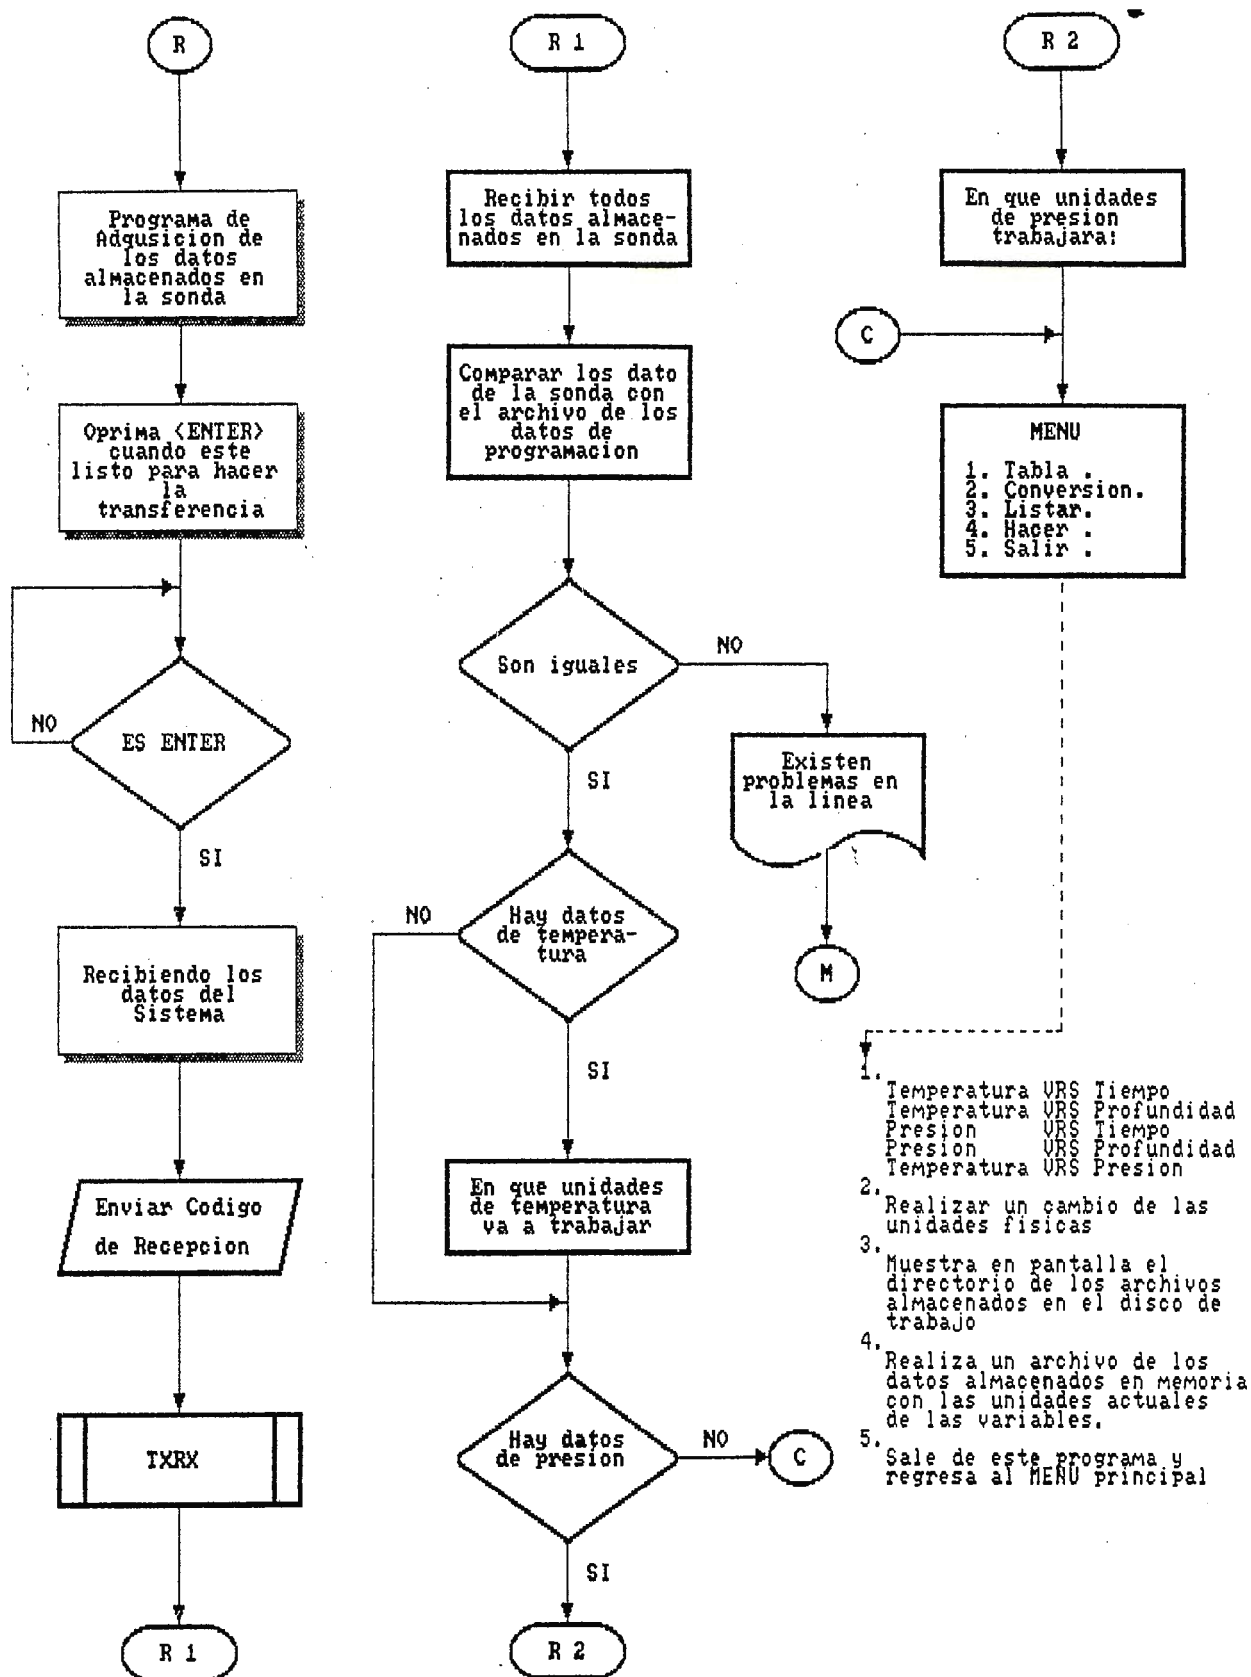 R
Programa de
Adqusicion de
los datos
almacenados en
la sonda
Oprima <ENTER>
cuando este
listo para hacer
la
transferencia
NO
ES ENTER
SI
Recibiendo los
datos del
Sistema
Enviar Codigo
de Recepcion
TXRX
R 1
R 1
Recibir todos
los datos almace-
nados en la sonda
Comparar los dato
de la sonda con
el archivo de los
datos de
programacion
Son iguales
NO
SI
Existen
problemas en
la linea
M
Hay datos
de tempera-
tura
NO
SI
En que unidades
de temperatura
va a trabajar
Hay datos
de presion
NO
C
SI
R 2
R 2
En que unidades
de presion
trabajara:
C
MENU
1. Tabla .
2. Conversion.
3. Listar.
4. Hacer .
5. Salir .
1.
Temperatura VRS Tiempo
Temperatura VRS Profundidad
Presion VRS Tiempo
Presion VRS Profundidad
Temperatura VRS Presion
2.
Realizar un cambio de las
unidades fisicas
3.
Muestra en pantalla el
directorio de los archivos
almacenados en el disco de
trabajo
4.
Realiza un archivo de los
datos almacenados en memoria
con las unidades actuales
de las variables.
5.
Sale de este programa y
regresa al MENU principal